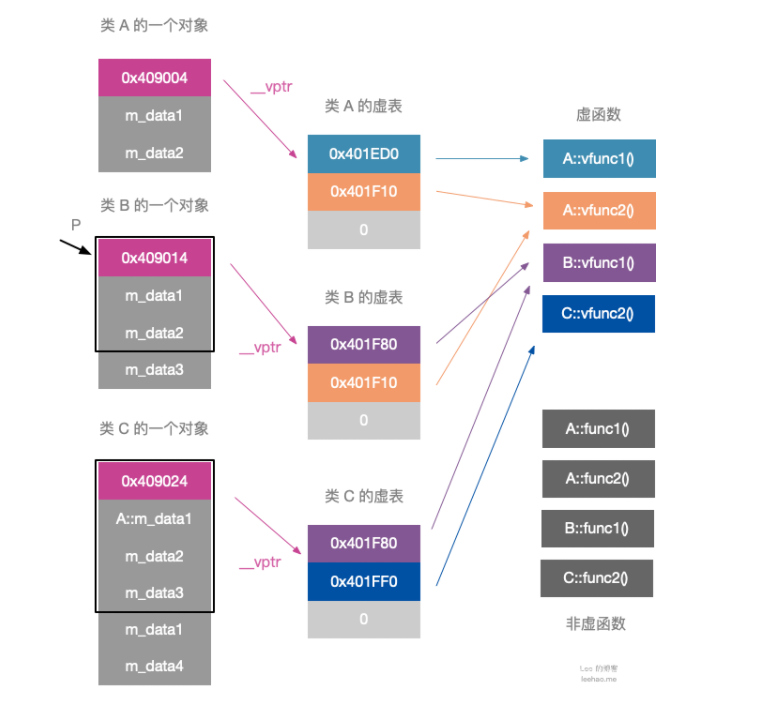 类 A 的一个对象
0x409004
m_data1
m_data2
__vptr
类 A 的虚表
0x401ED0
0x401F10
0
虚函数
A::vfunc1()
A::vfunc2()
B::vfunc1()
C::vfunc2()
类 B 的一个对象
P
0x409014
m_data1
m_data2
m_data3
__vptr
类 B 的虚表
0x401F80
0x401F10
0
类 C 的一个对象
0x409024
A::m_data1
m_data2
m_data3
m_data1
m_data4
__vptr
类 C 的虚表
0x401F80
0x401FF0
0
A::func1()
A::func2()
B::func1()
C::func2()
非虚函数
的博客
leehao.me